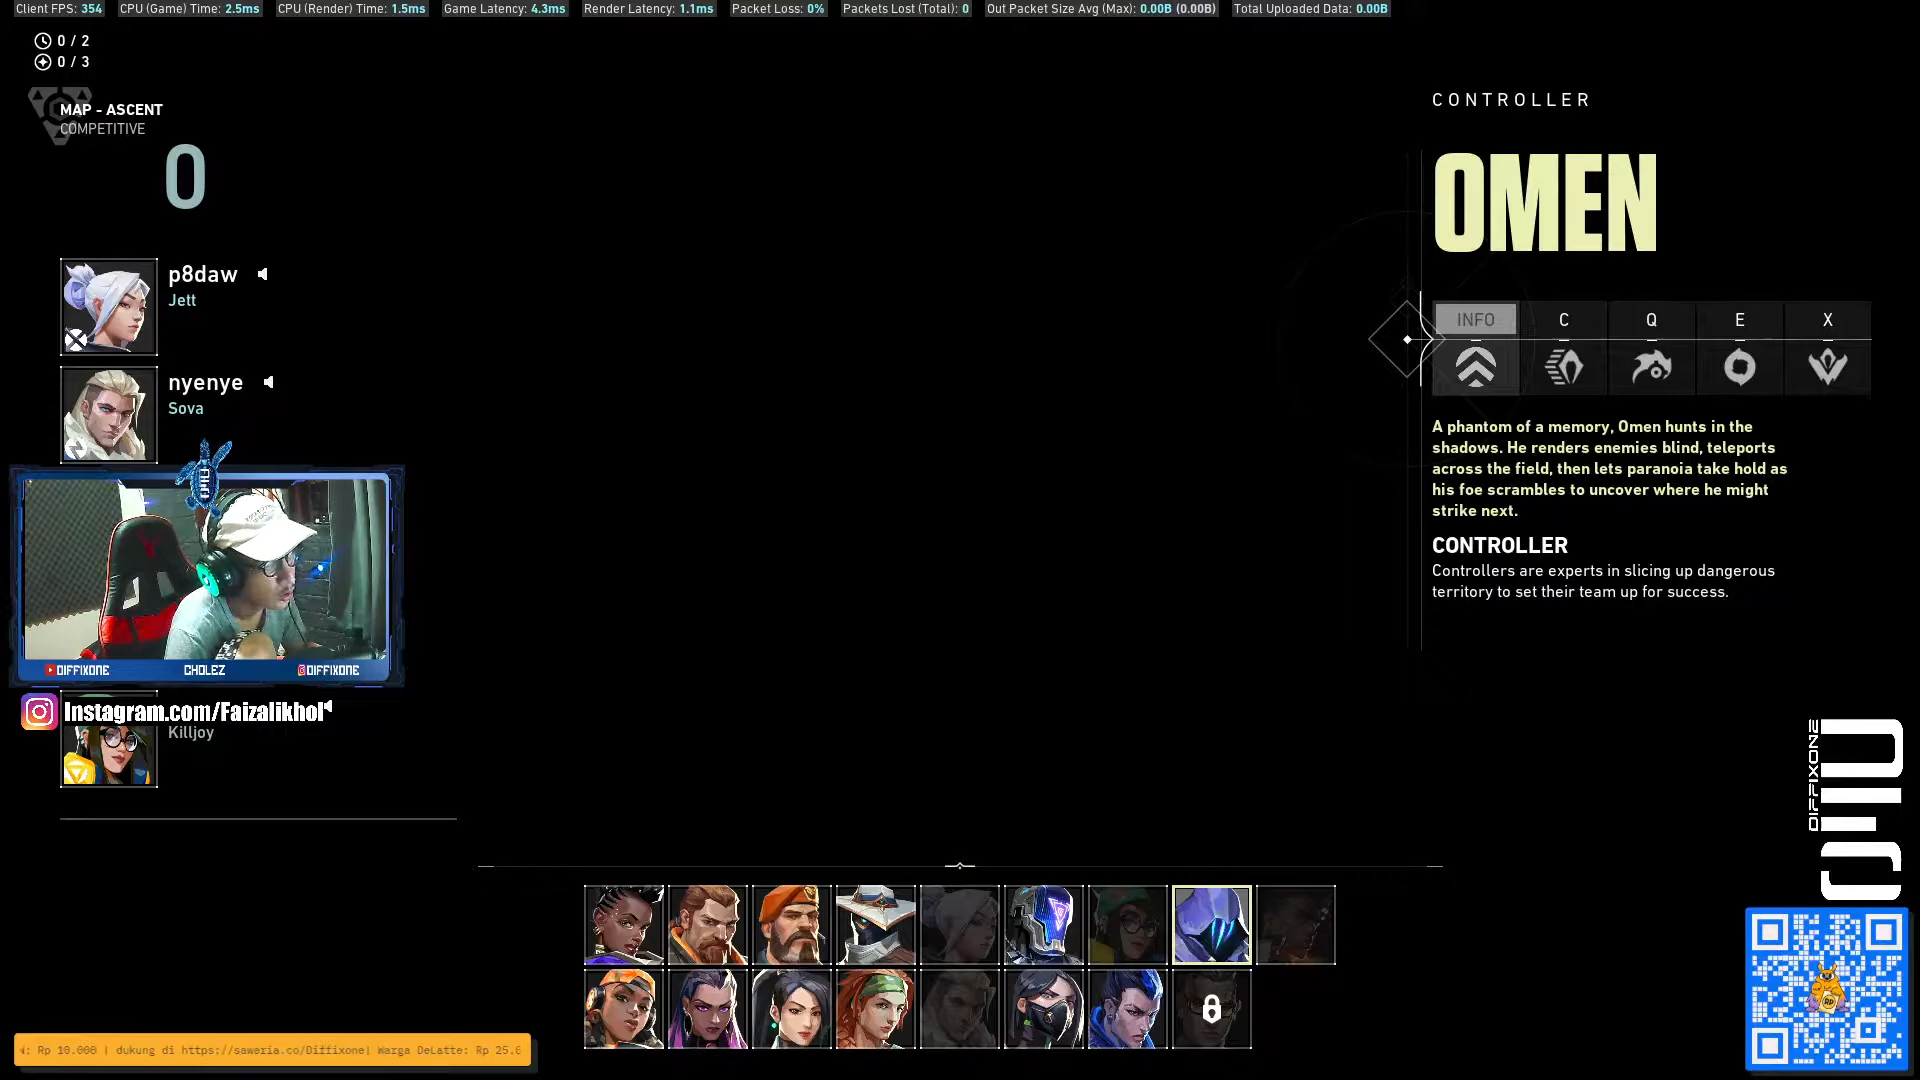 Client FPS: 354 CPU (Game) Time: 2.5ms CPU (Render) Time: 1.5ms Game Latency: 4.3ms Render Latency: 1.1ms Packet Loss: 0% Packets Lost (Total): 0 Out Packet Size Avg (Max): 0.00B (0.00B) Total Uploaded Data: 0.00B
0 / 2
0 / 3
MAP - ASCENT
COMPETITIVE
0
p8daw
Jett
nyenye
Sova
DIFFIXONE CHOLEZ DIFFIXONE
Instagram.com/Faizalikhol
Killjoy
CONTROLLER
OMEN
INFO C Q E X
A phantom of a memory, Omen hunts in the
shadows. He renders enemies blind, teleports
across the field, then lets paranoia take hold as
his foe scrambles to uncover where he might
strike next.
CONTROLLER
Controllers are experts in slicing up dangerous
territory to set their team up for success.
DIFFIXONE
RP
: Rp 10.000 | dukung di https://saweria.co/Diffixone| Warga DeLatte: Rp 25.